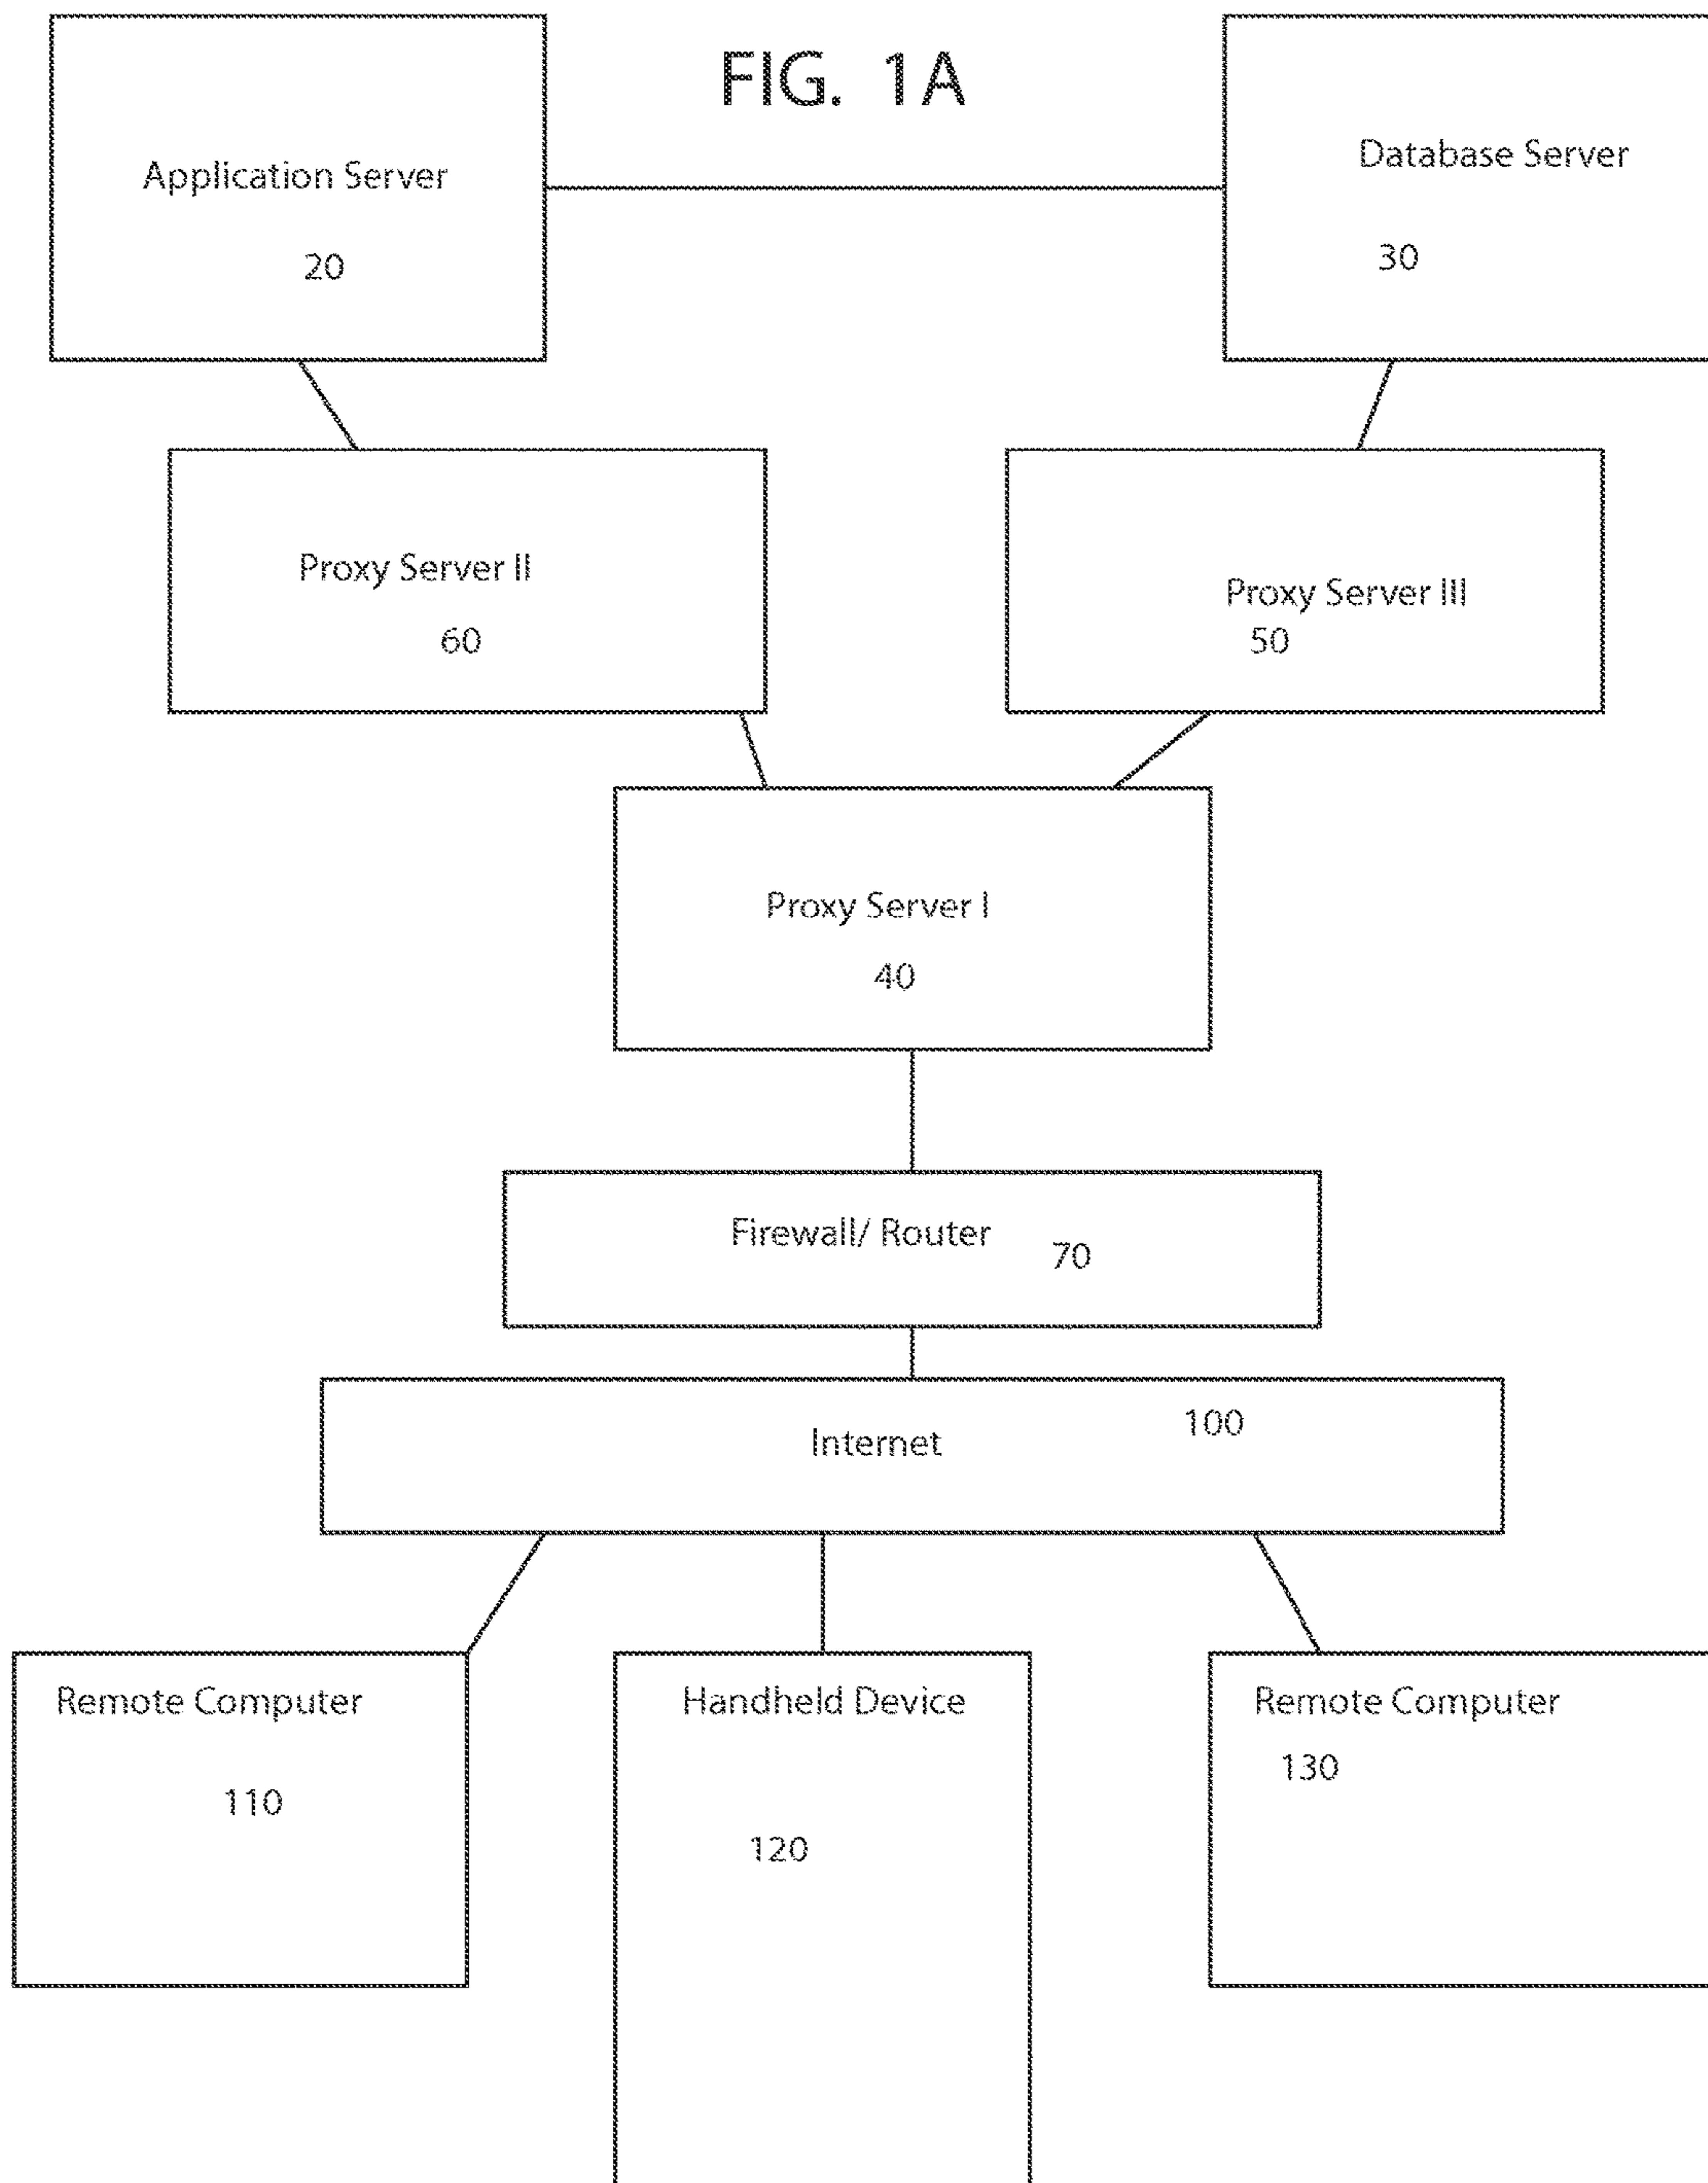 FIG. 1A
Application Server
20
Database Server
30
Proxy Server II
60
Proxy Server III
50
Proxy Server I
40
Firewall/ Router 70
Internet 100
Remote Computer
110
Handheld Device
120
Remote Computer
130